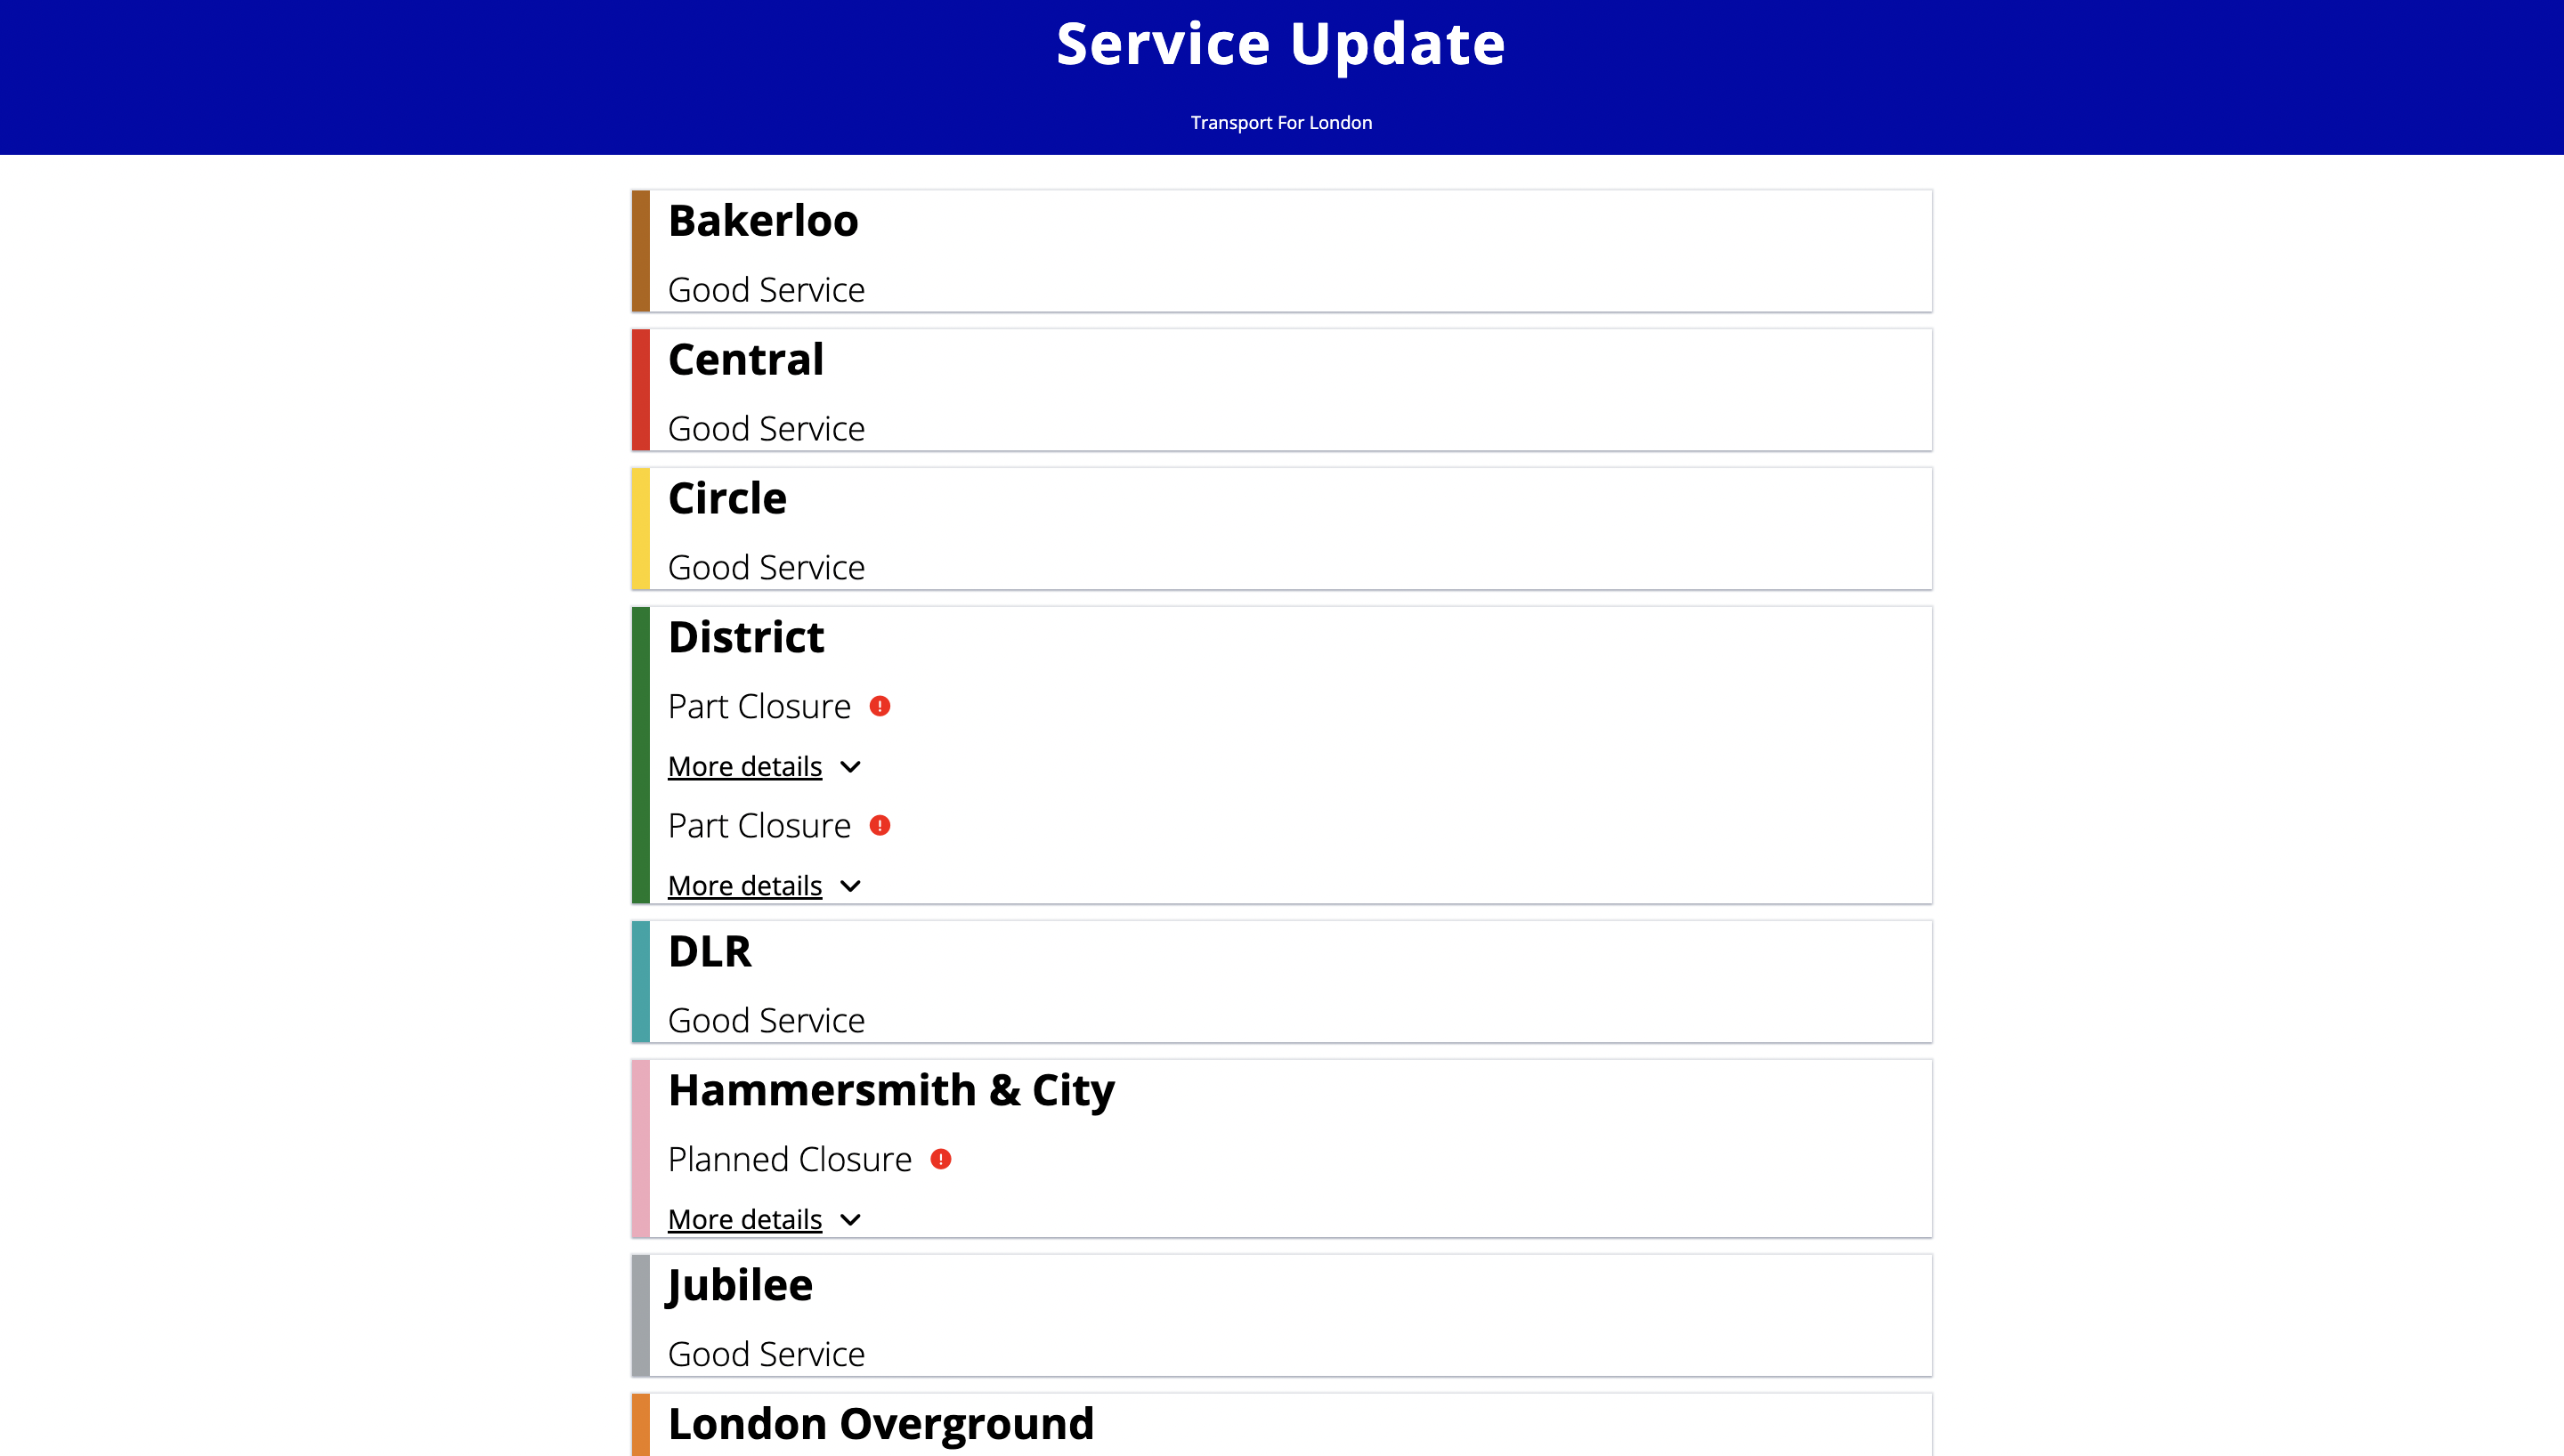 Service Update
Transport For London
Bakerloo
Good Service
Central
Good Service
Circle
Good Service
District
Part Closure
More details
Part Closure
More details
DLR
Good Service
Hammersmith & City
Planned Closure
More details
Jubilee
Good Service
London Overground